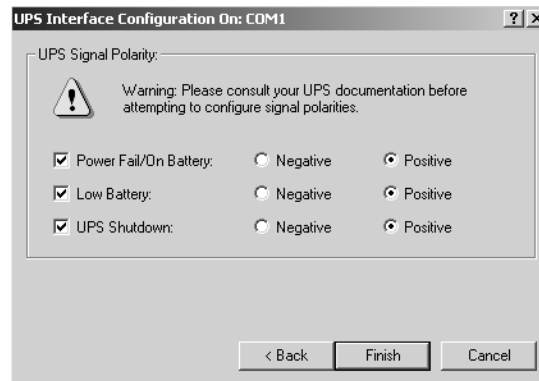 UPS Interface Configuration On: COM1
UPS Signal Polarity:
Warning: Please consult your UPS documentation before
attempting to configure signal polarities.
Power Fail/On Battery: Negative Positive
Low Battery: Negative Positive
UPS Shutdown: Negative Positive
< Back Finish Cancel